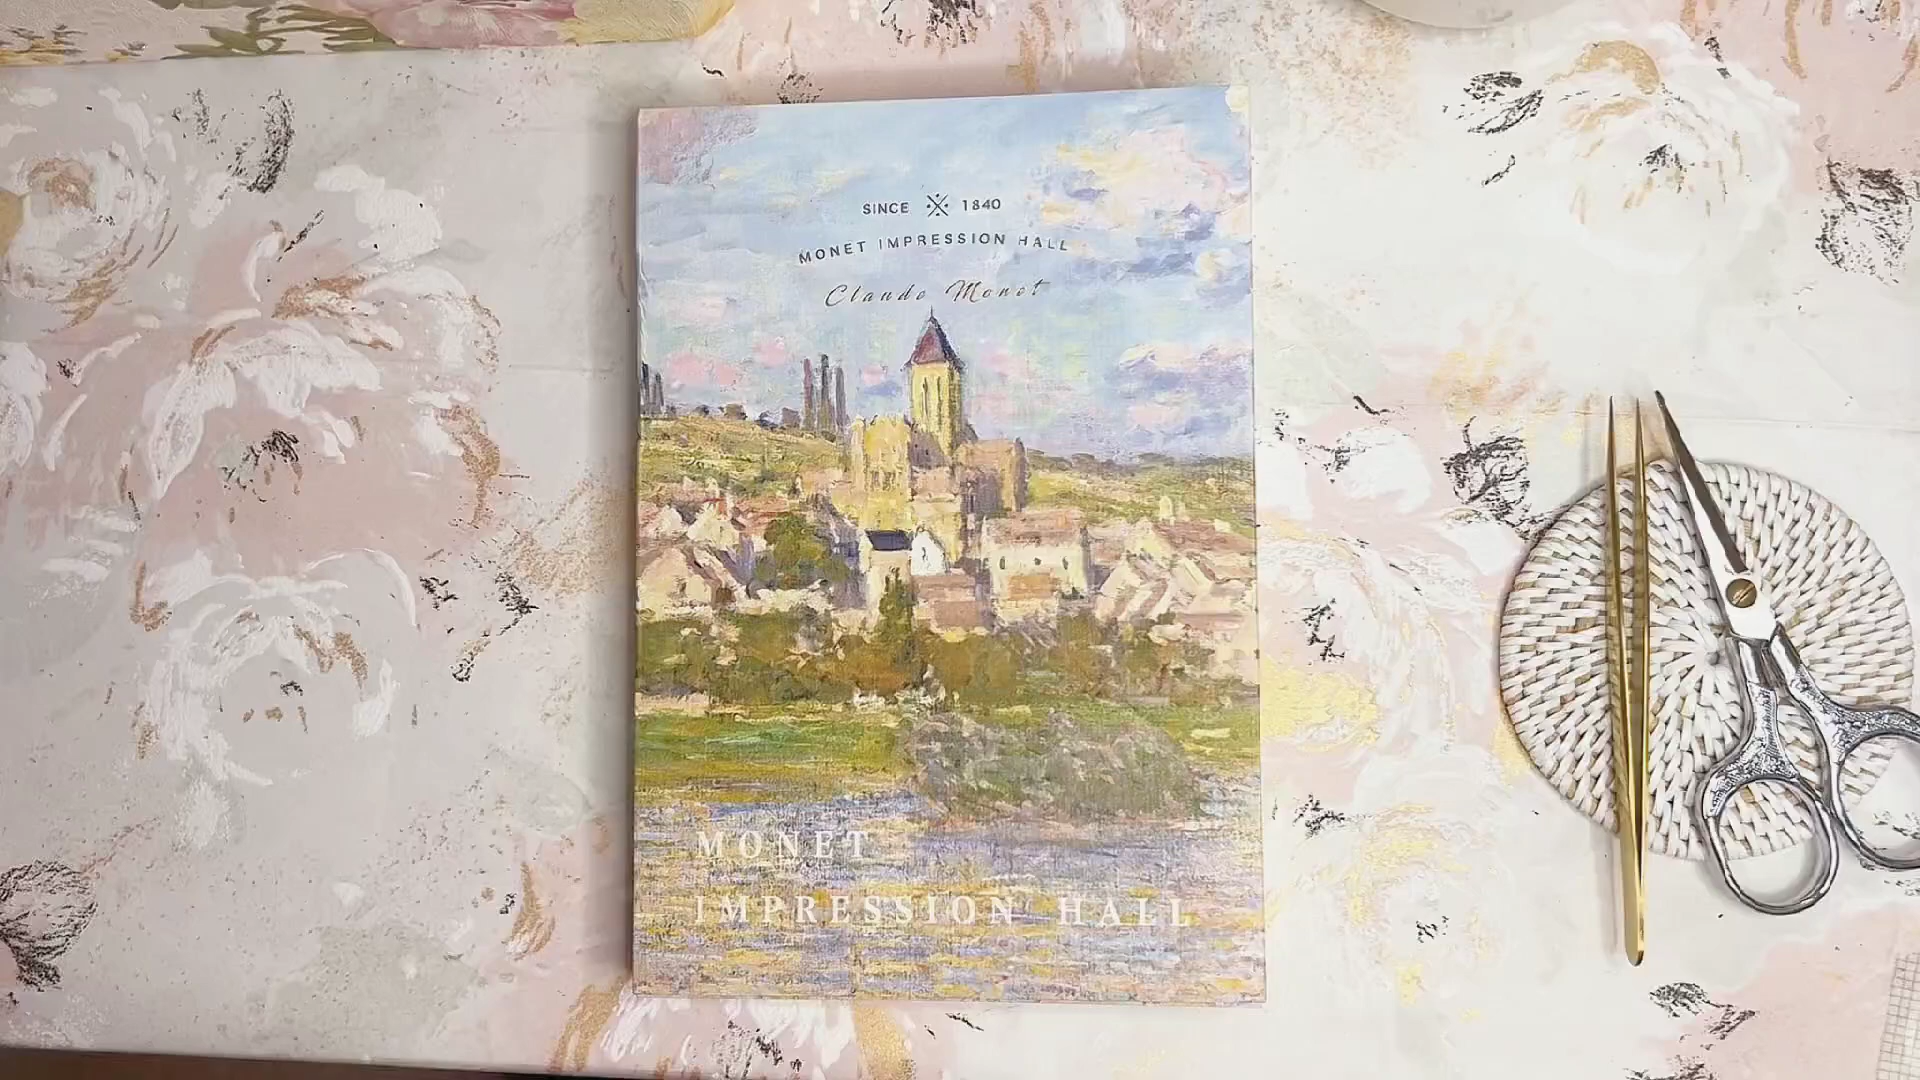 SINCE 1840
MONET IMPRESSION HALL
Claude Monet
MONET
IMPRESSION HALL